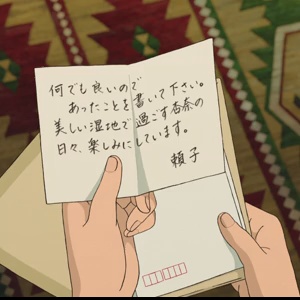 何でも良いので
あったことを書いて下さい。
美しい湿地で過ごす杏奈の
日々、楽しみにしています。
頼子